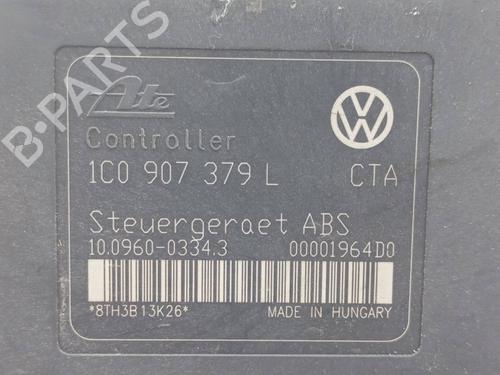 B-PARTS
Ate
Controller
1C0 907 379 L CTA
Steuergeraet ABS
10.0960-0334.3 00001964D0
*8TH3B13K26* MADE IN HUNGARY